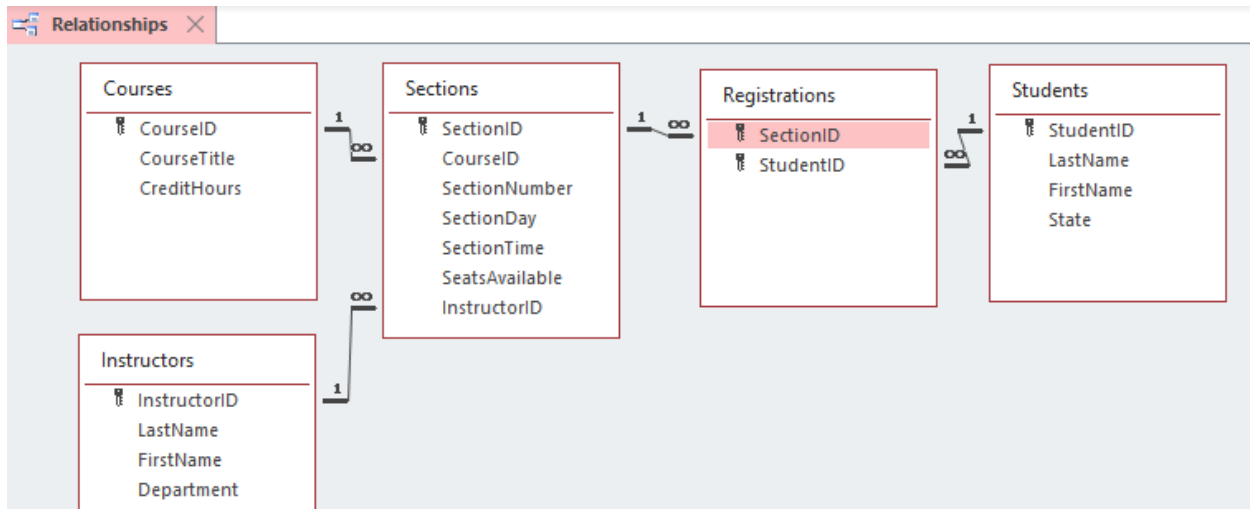 Relationships
Courses
CourseID
CourseTitle
CreditHours
1
∞
Sections
SectionID
CourseID
SectionNumber
SectionDay
SectionTime
SeatsAvailable
InstructorID
1
∞
Registrations
SectionID
StudentID
1
∞
Students
StudentID
LastName
FirstName
State
∞
1
Instructors
InstructorID
LastName
FirstName
Department